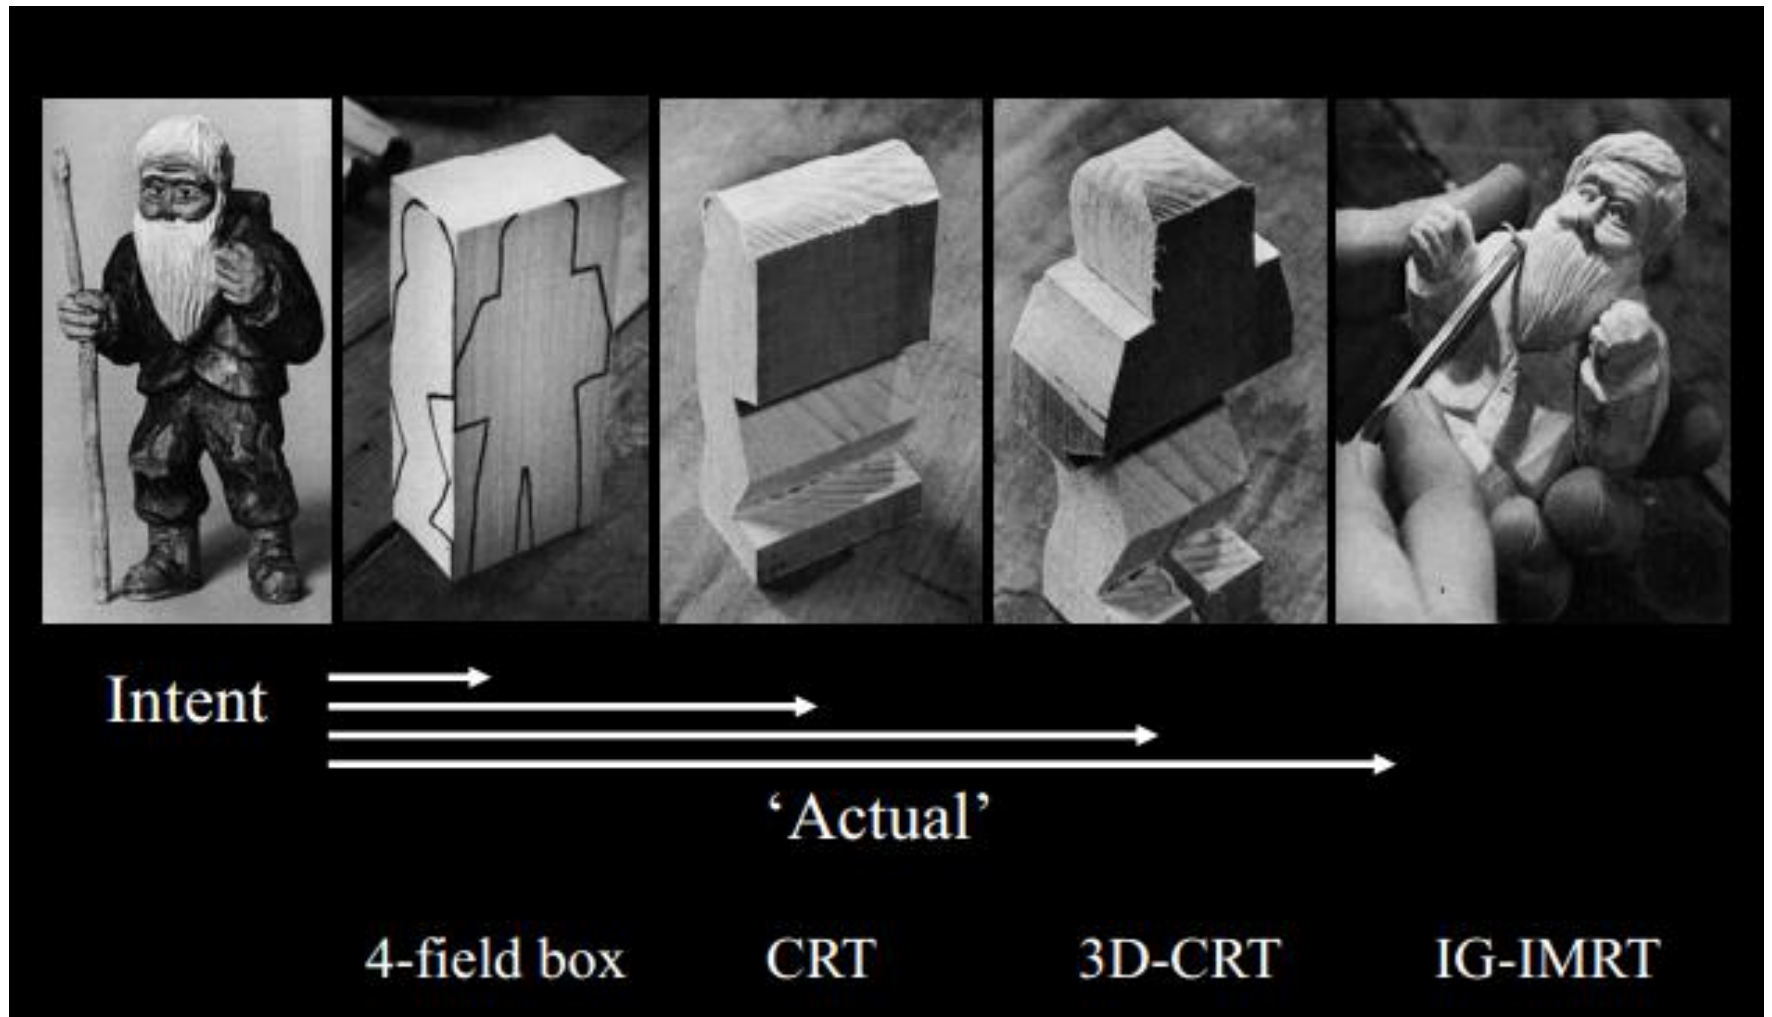 Intent
‘Actual’
4-field box
CRT
3D-CRT
IG-IMRT